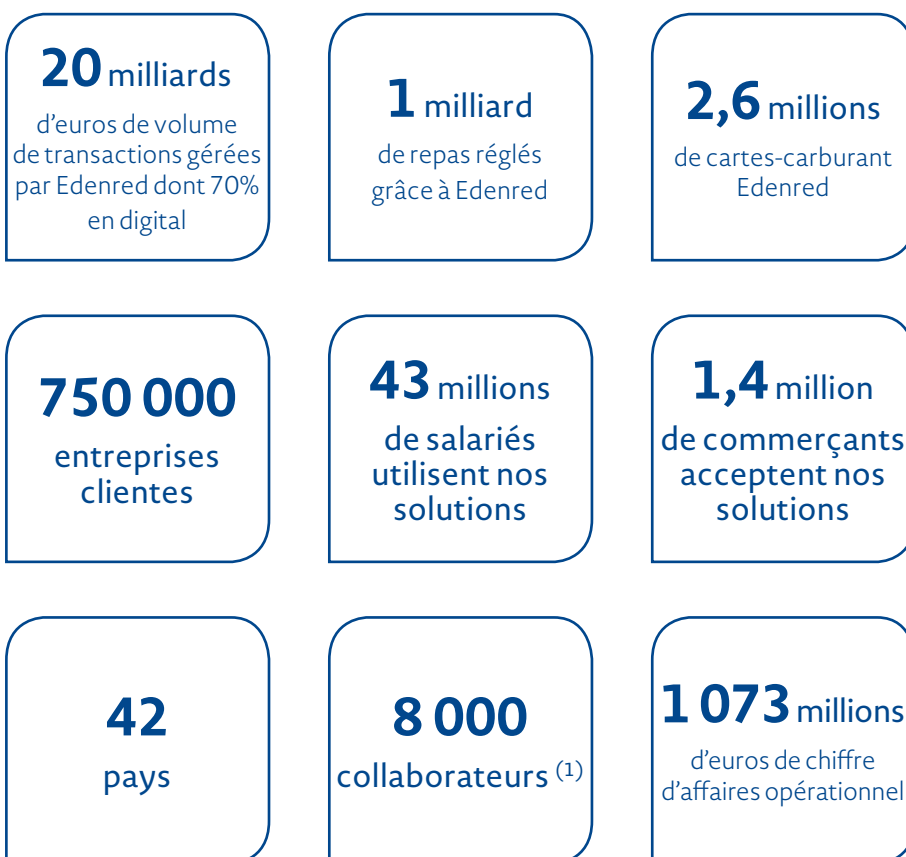 20 milliards
d'euros de volume
de transactions gérées
par Edenred dont 70%
en digital
1 milliard
de repas réglés
grâce à Edenred
2,6 millions
de cartes-carburant
Edenred
750 000
entreprises
clientes
43 millions
de salariés
utilisent nos
solutions
1,4 million
de commerçants
acceptent nos
solutions
42
pays
8 000
collaborateurs (1)
1 073 millions
d'euros de chiffre
d'affaires opérationnel